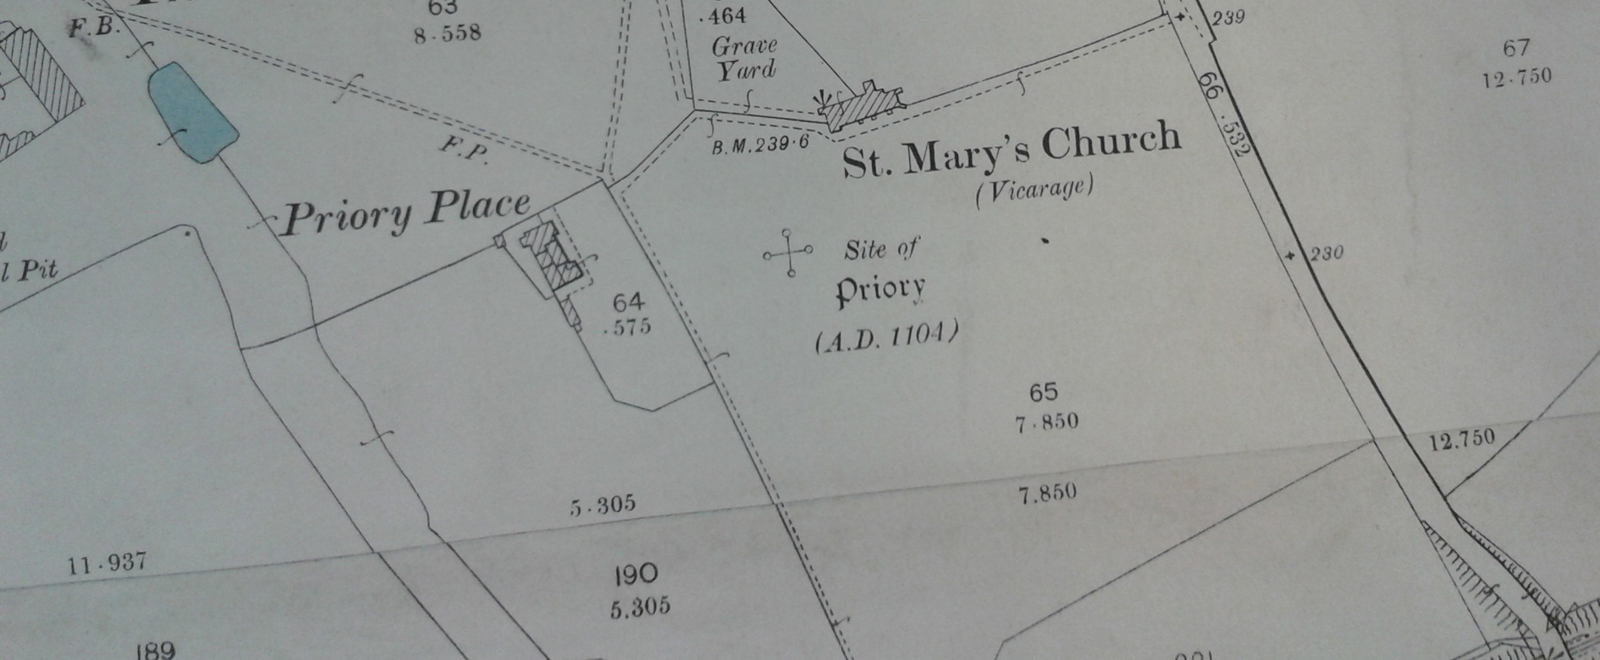 63
8·558
F.B.
·464
Grave
Yard
239
67
12·750
66 .532
F.P.
B.M.239·6
St. Mary's Church
(Vicarage)
Priory Place
Site of
Priory
(A.D. 1104)
230
l Pit
64
.575
65
7·850
12.750
5·305
7.850
11·937
190
5.305
189